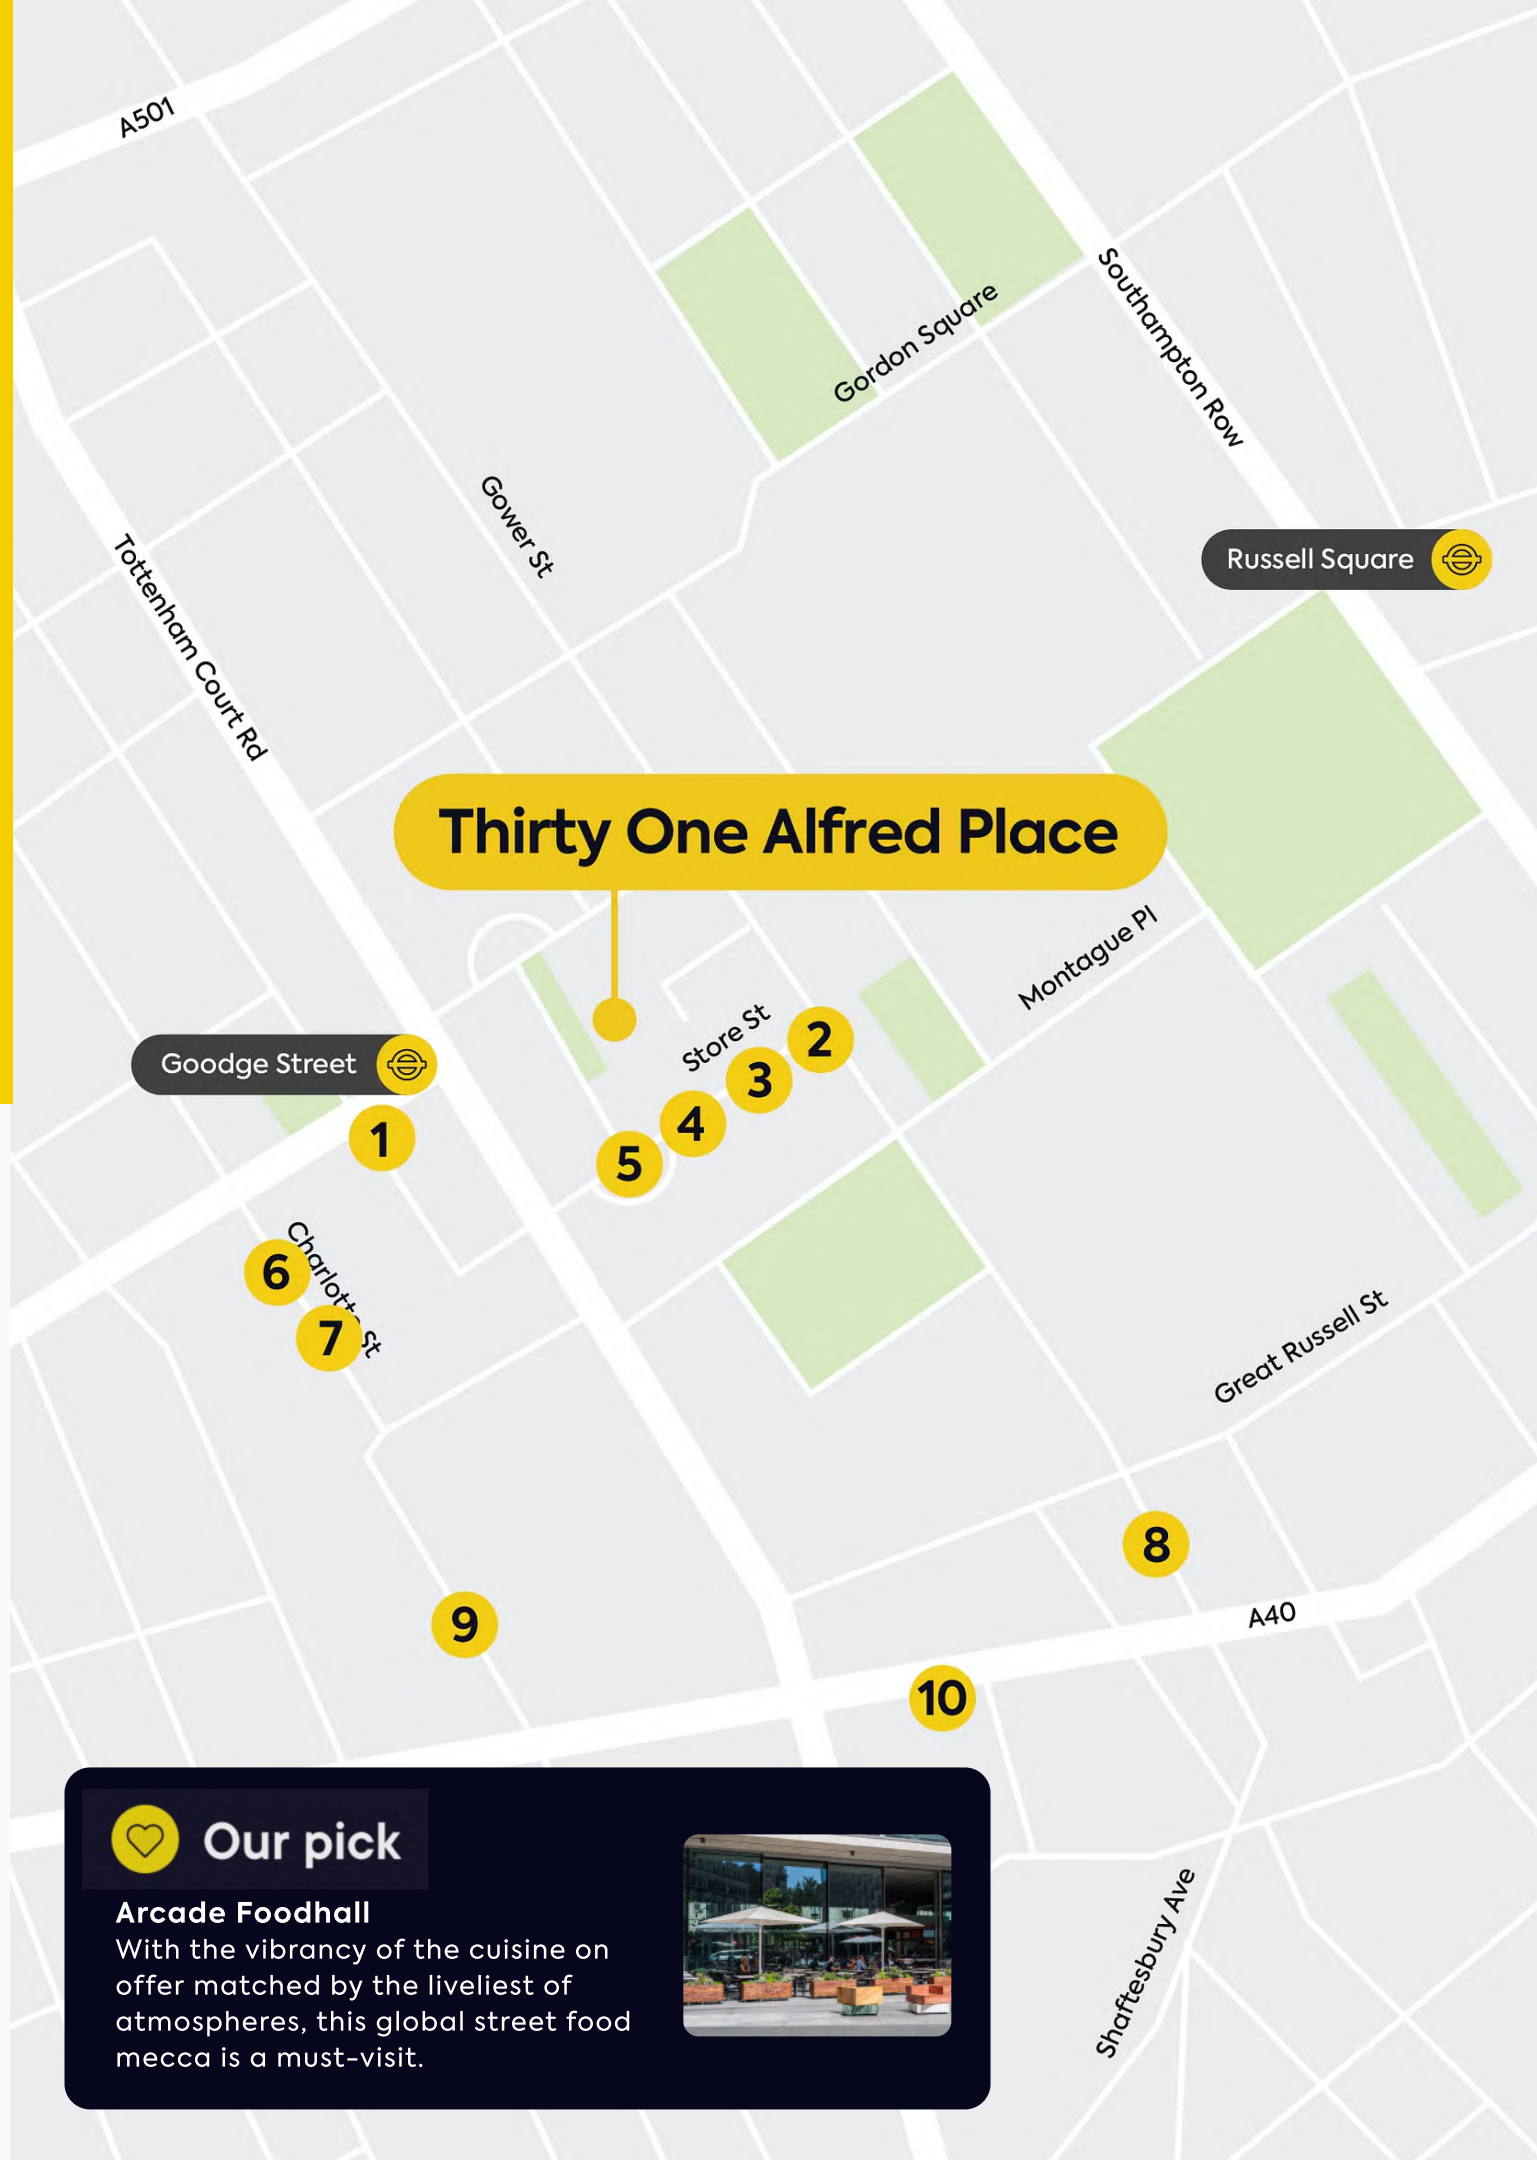 A501
Gordon Square
Southampton Row
Gower St
Russell Square
Tottenham Court Rd
Thirty One Alfred Place
Montague Pl
Store St
Goodge Street
2
3
4
5
1
Charlotte St
6
7
Great Russell St
8
A40
9
10
Our pick
Arcade Foodhall
With the vibrancy of the cuisine on
offer matched by the liveliest of
atmospheres, this global street food
mecca is a must-visit.
Shaftesbury Ave